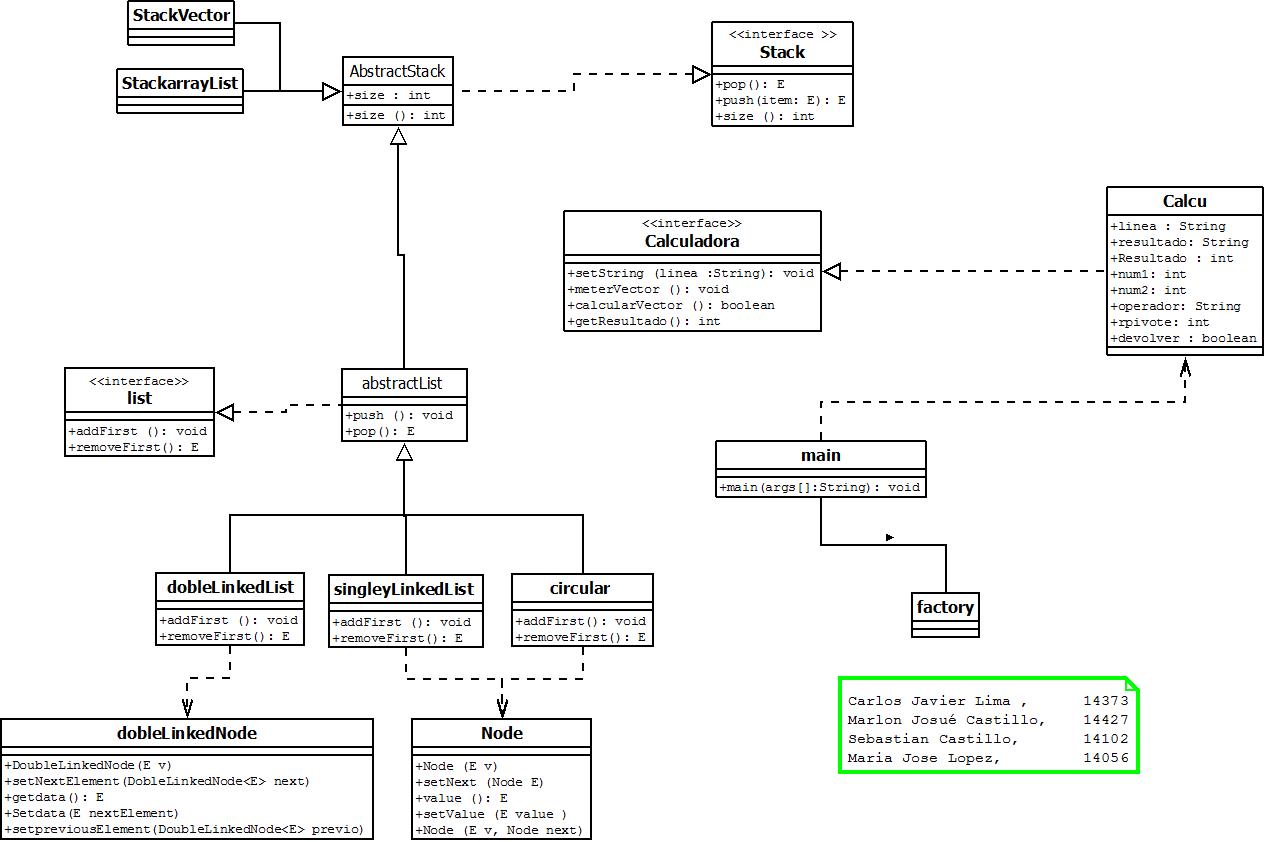 StackVector
StackarrayList
AbstractStack
+size : int
+size (): int
<<interface >>
Stack
+pop(): E
+push(item: E): E
+size (): int
<<interface>>
Calculadora
+setString (linea :String): void
+meterVector (): void
+calcularVector (): boolean
+getResultado(): int
Calcu
+linea : String
+resultado: String
+Resultado : int
+num1: int
+num2: int
+operador: String
+rpivote: int
+devolver : boolean
<<interface>>
list
+addFirst (): void
+removeFirst(): E
abstractList
+push (): void
+pop(): E
main
+main(args[]:String): void
factory
dobleLinkedList
+addFirst (): void
+removeFirst(): E
singleyLinkedList
+addFirst (): void
+removeFirst(): E
circular
+addFirst(): void
+removeFirst(): E
dobleLinkedNode
+DoubleLinkedNode(E v)
+setNextElement(DobleLinkedNode<E> next)
+getdata(): E
+Setdata(E nextElement)
+setpreviousElement(DoubleLinkedNode<E> previo)
Node
+Node (E v)
+setNext (Node E)
+value (): E
+setValue (E value )
+Node (E v, Node next)
Carlos Javier Lima , 14373
Marlon Josué Castillo, 14427
Sebastian Castillo, 14102
Maria Jose Lopez, 14056